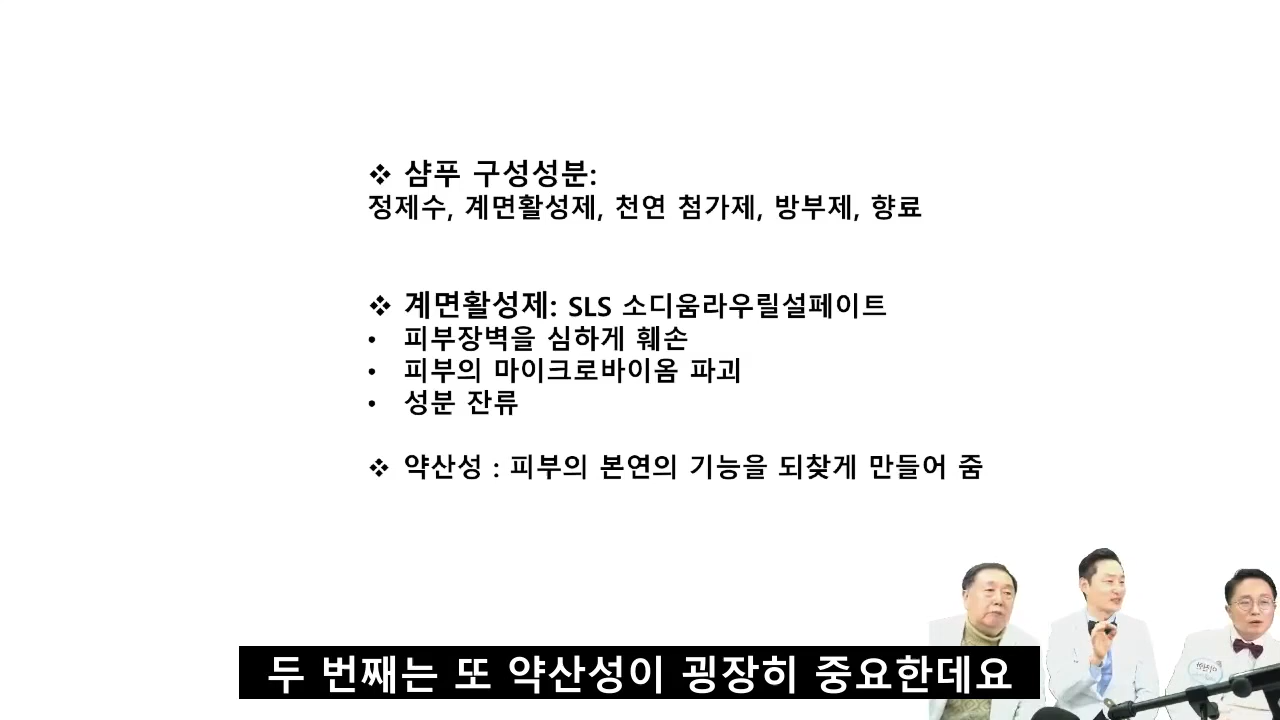 ❖ 샴푸 구성성분:
정제수, 계면활성제, 천연 첨가제, 방부제, 향료
❖ 계면활성제: SLS 소디움라우릴설페이트
• 피부장벽을 심하게 훼손
• 피부의 마이크로바이옴 파괴
• 성분 잔류
❖ 약산성 : 피부의 본연의 기능을 되찾게 만들어 줌
두 번째는 또 약산성이 굉장히 중요한데요